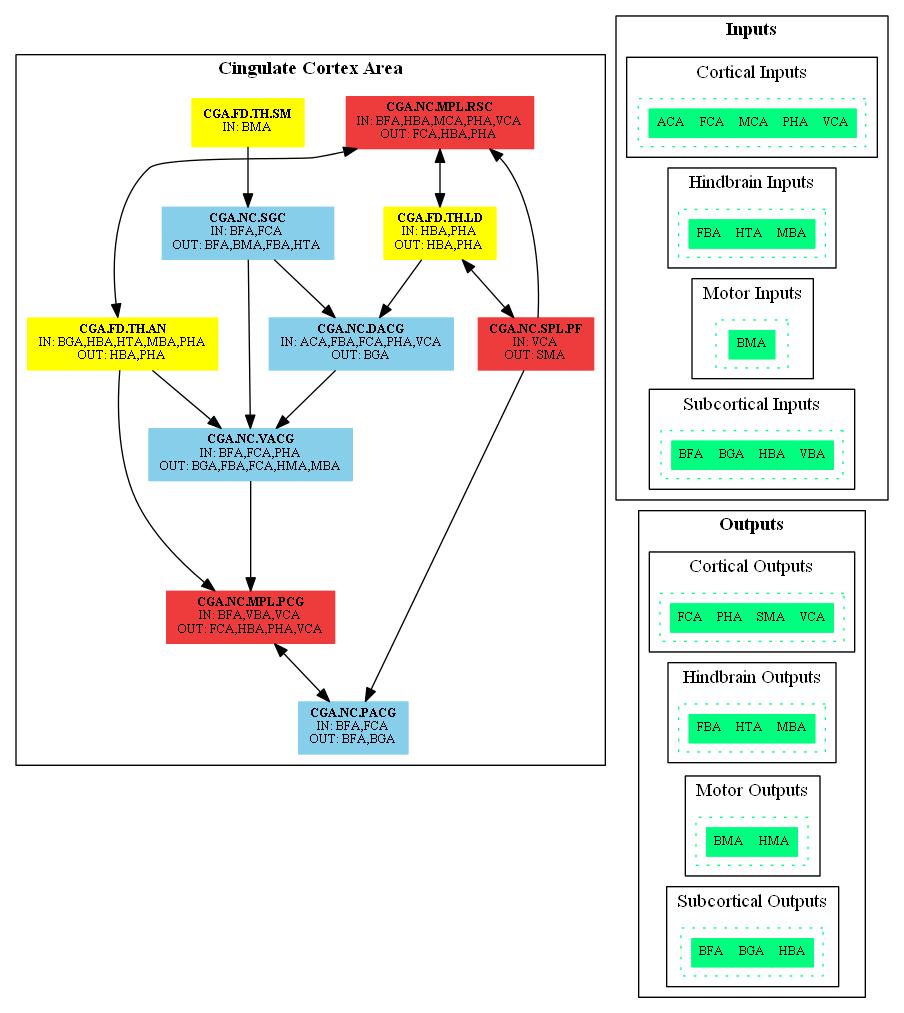 Cingulate Cortex Area
CGA.FD.TH.SM
IN: BMA
CGA.NC.MPL.RSC
IN: BFA,HBA,MCA,PHA,VCA
OUT: FCA,HBA,PHA
CGA.NC.SGC
IN: BFA,FCA
OUT: BFA,BMA,FBA,HTA
CGA.FD.TH.LD
IN: HBA,PHA
OUT: HBA,PHA
CGA.FD.TH.AN
IN: BGA,HBA,HTA,MBA,PHA
OUT: HBA,PHA
CGA.NC.DACG
IN: ACA,FBA,FCA,PHA,VCA
OUT: BGA
CGA.NC.SPL.PF
IN: VCA
OUT: SMA
CGA.NC.VACG
IN: BFA,FCA,PHA
OUT: BGA,FBA,FCA,HMA,MBA
CGA.NC.MPL.PCG
IN: BFA,VBA,VCA
OUT: FCA,HBA,PHA,VCA
CGA.NC.PACG
IN: BFA,FCA
OUT: BFA,BGA
Inputs
Cortical Inputs
ACA FCA MCA PHA VCA
Hindbrain Inputs
FBA HTA MBA
Motor Inputs
BMA
Subcortical Inputs
BFA BGA HBA VBA
Outputs
Cortical Outputs
FCA PHA SMA VCA
Hindbrain Outputs
FBA HTA MBA
Motor Outputs
BMA HMA
Subcortical Outputs
BFA BGA HBA